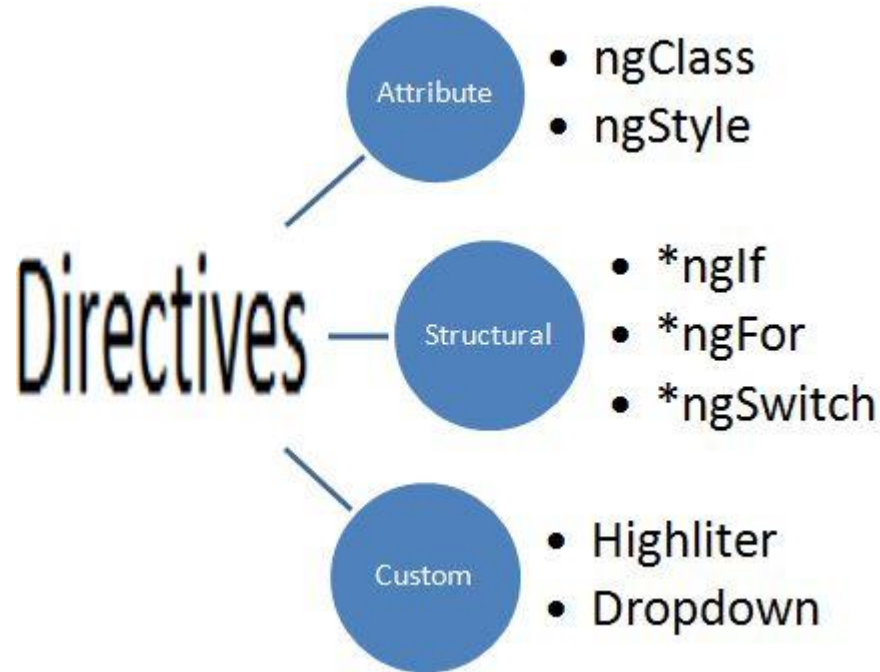 Directives
Attribute
• ngClass
• ngStyle
Structural
• *ngIf
• *ngFor
• *ngSwitch
Custom
• Highliter
• Dropdown